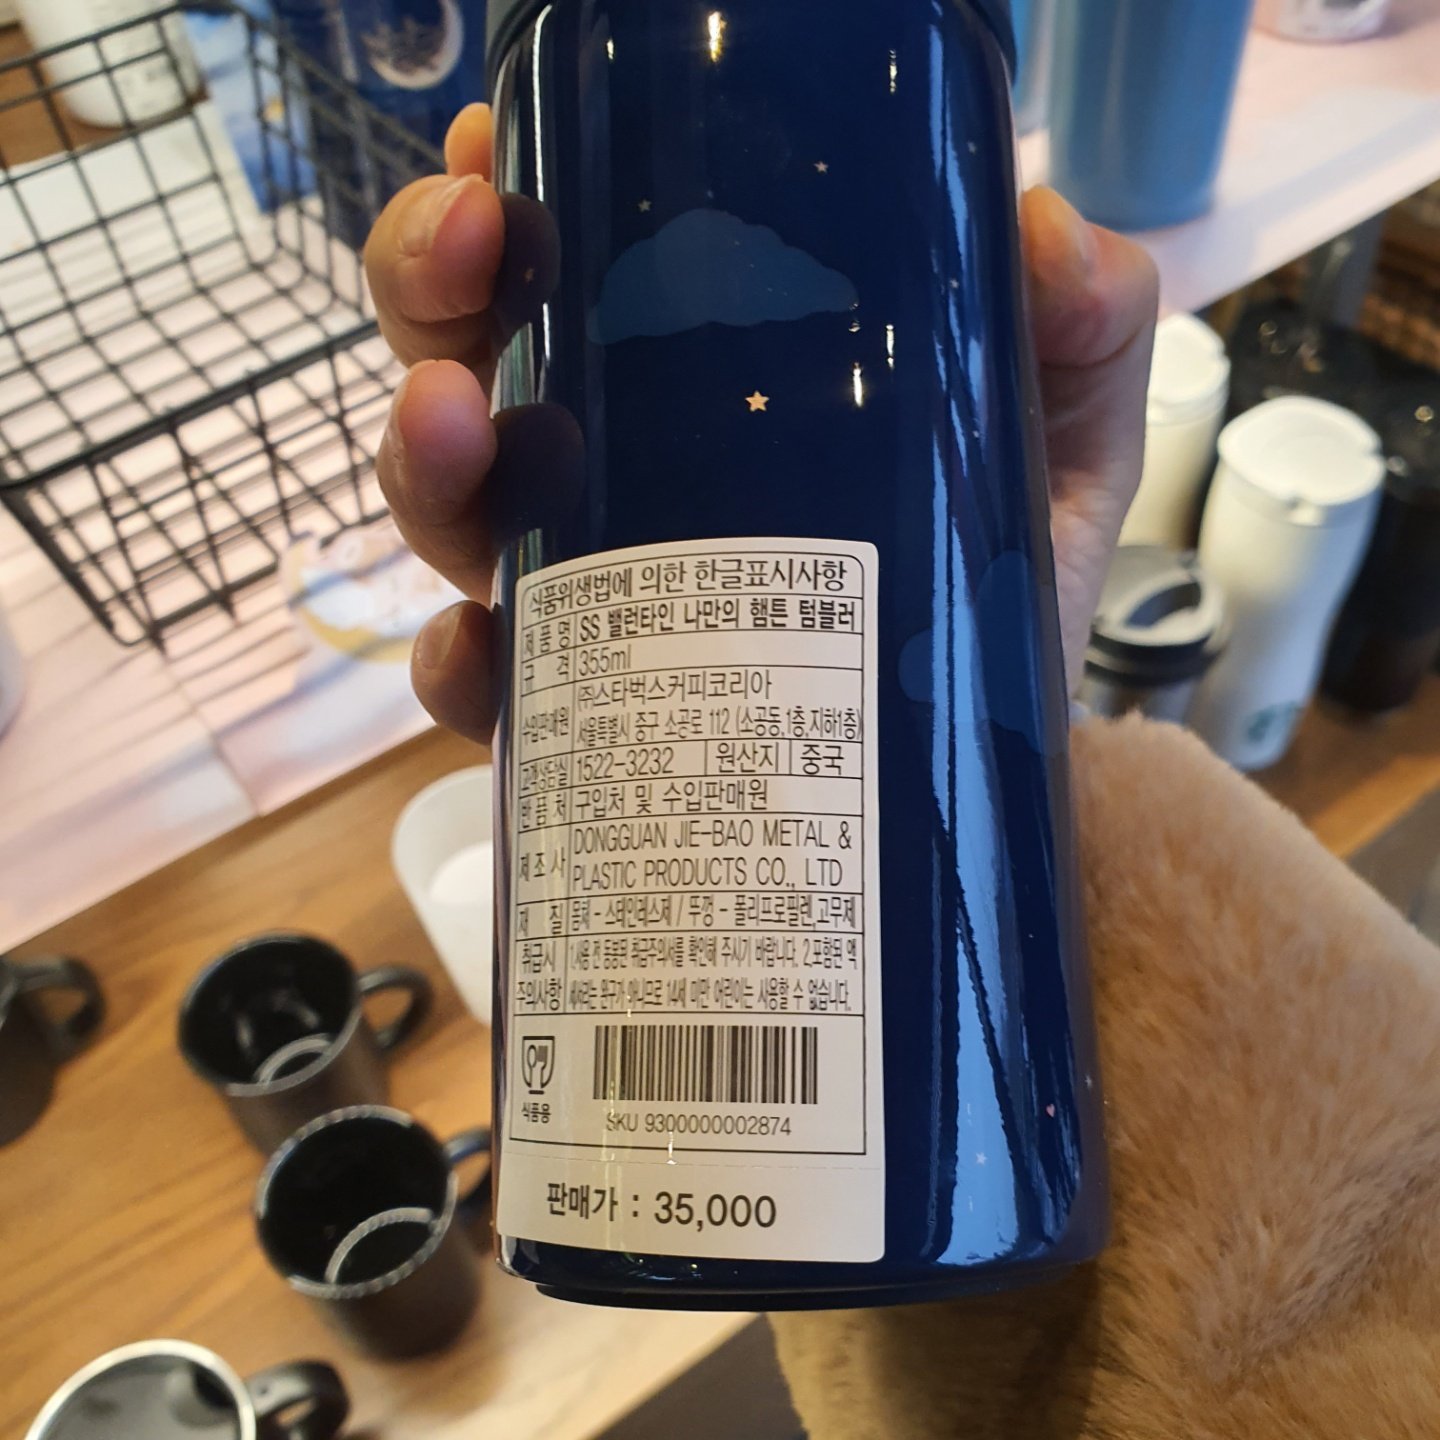 식품위생법에 의한 한글표시사항
제품명 SS 밸런타인 나만의 햄튼 텀블러
규격 355ml
수입판매원 (주)스타벅스커피코리아
서울특별시 중구 소공로 112 (소공동,1층,지하1층)
고객상담실 1522-3232 원산지 중국
반품처 구입처 및 수입판매원
제조사 DONGGUAN JIE-BAO METAL &
PLASTIC PRODUCTS CO., LTD
재질 몸체 - 스테인레스제 / 뚜껑 - 폴리프로필렌,고무제
취급시 1.사용 전 동봉된 취급주의서를 확인해 주시기 바랍니다. 2.포함된 액
주의사항 세서리는 완구가 아니므로 14세 미만 어린이는 사용할 수 없습니다.
식품용
SKU 9300000002874
판매가 : 35,000